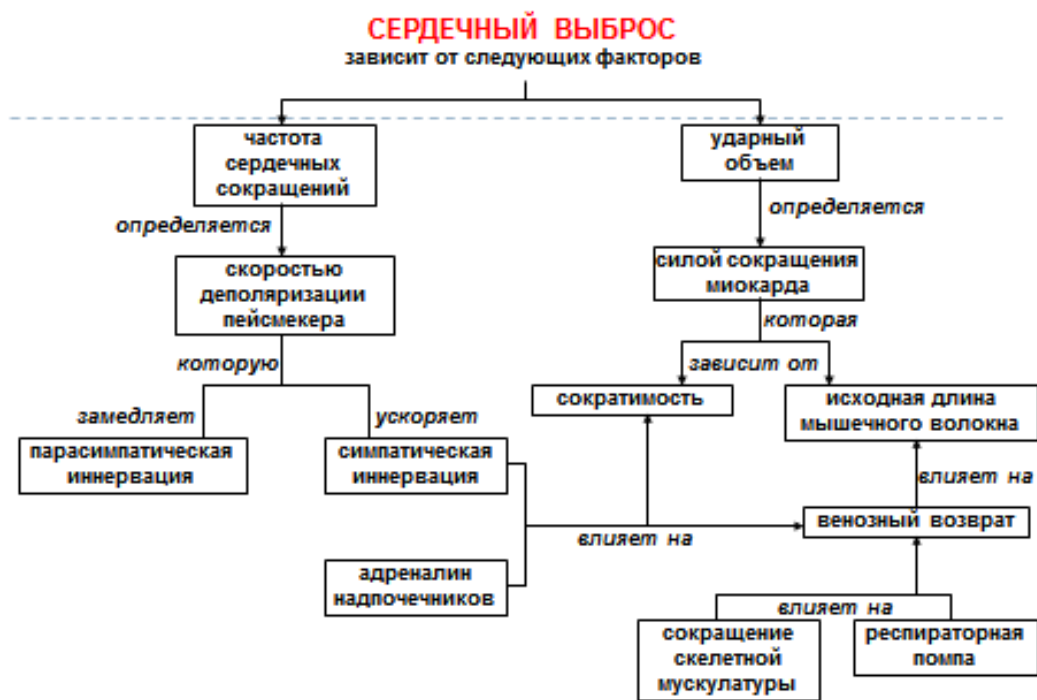 СЕРДЕЧНЫЙ ВЫБРОС
зависит от следующих факторов
частота
сердечных
сокращений
ударный
объем
определяется
определяется
скоростью
деполяризации
пейсмекера
силой сокращения
миокарда
которую
которая
зависит от
замедляет
ускоряет
сократимость
исходная длина
мышечного волокна
парасимпатическая
иннервация
симпатическая
иннервация
влияет на
венозный возврат
влияет на
адреналин
надпочечников
влияет на
сокращение
скелетной
мускулатуры
респираторная
помпа